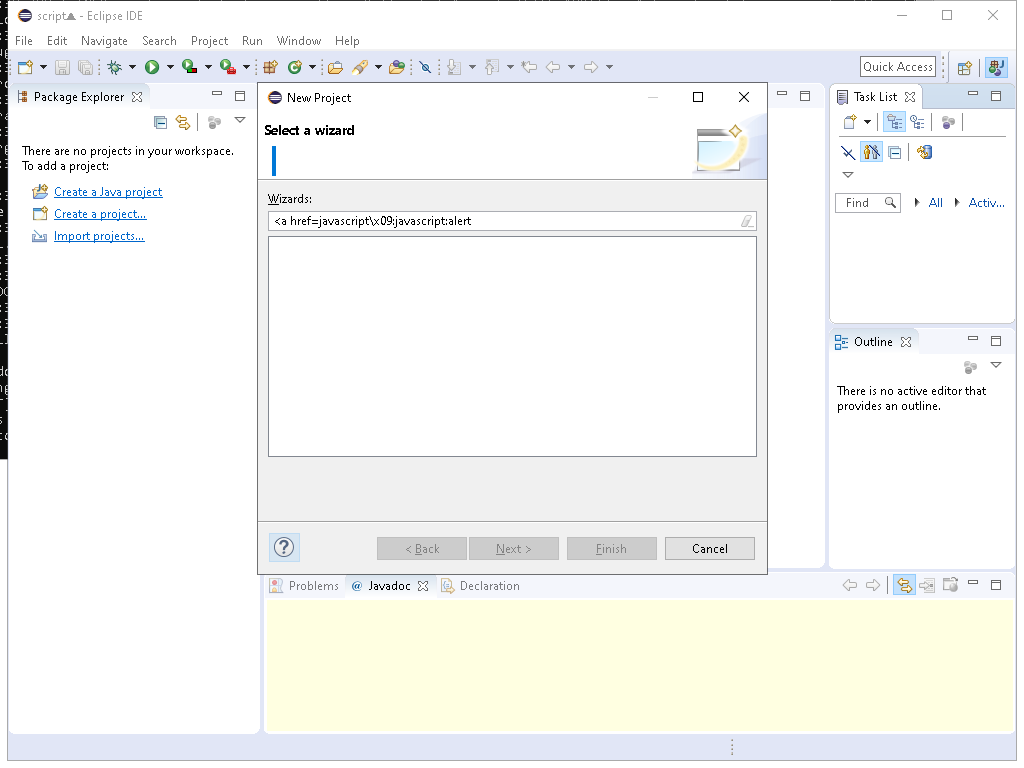 script▲ - Eclipse IDE
File Edit Navigate Search Project Run Window Help
Quick Access
Package Explorer
There are no projects in your workspace.
To add a project:
Create a Java project
Create a project...
Import projects...
New Project
Select a wizard
Wizards:
<a href=javascript\x09:javascript:alert
< Back Next > Finish Cancel
Task List
Find All Activ...
Outline
There is no active editor that
provides an outline.
Problems @ Javadoc Declaration